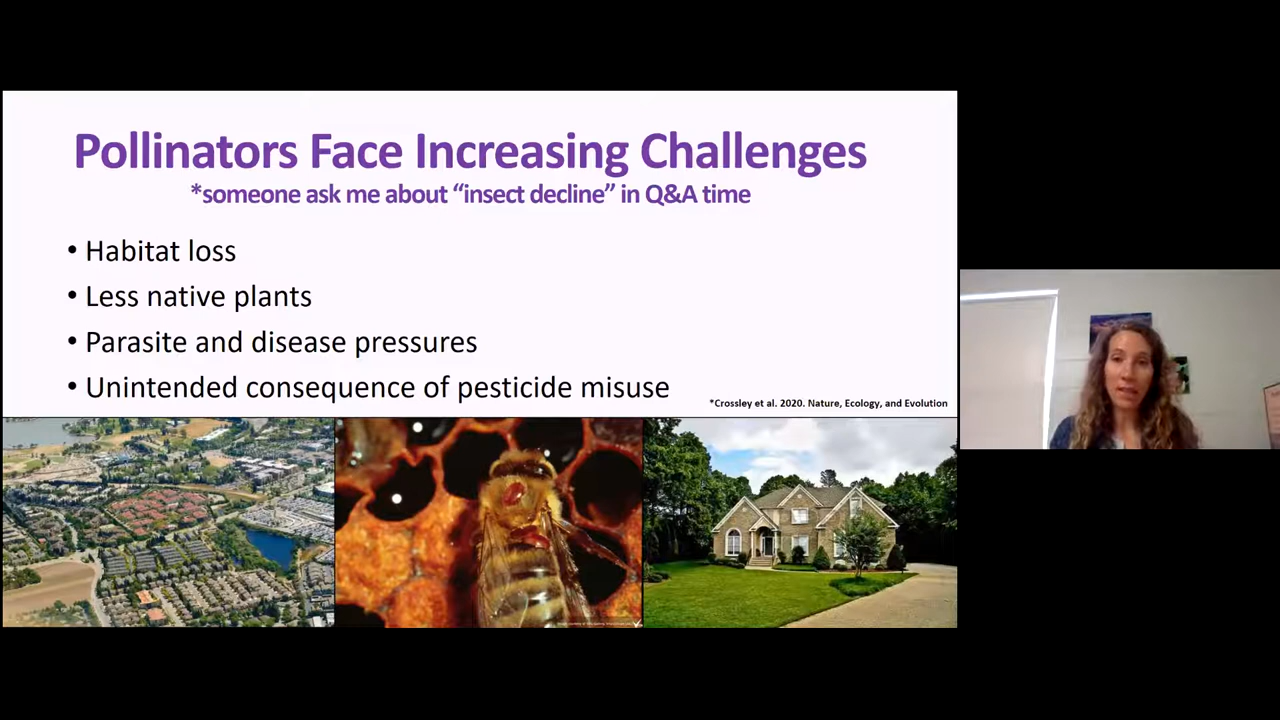 Pollinators Face Increasing Challenges
*someone ask me about “insect decline” in Q&A time
• Habitat loss
• Less native plants
• Parasite and disease pressures
• Unintended consequence of pesticide misuse
*Crossley et al. 2020. Nature, Ecology, and Evolution